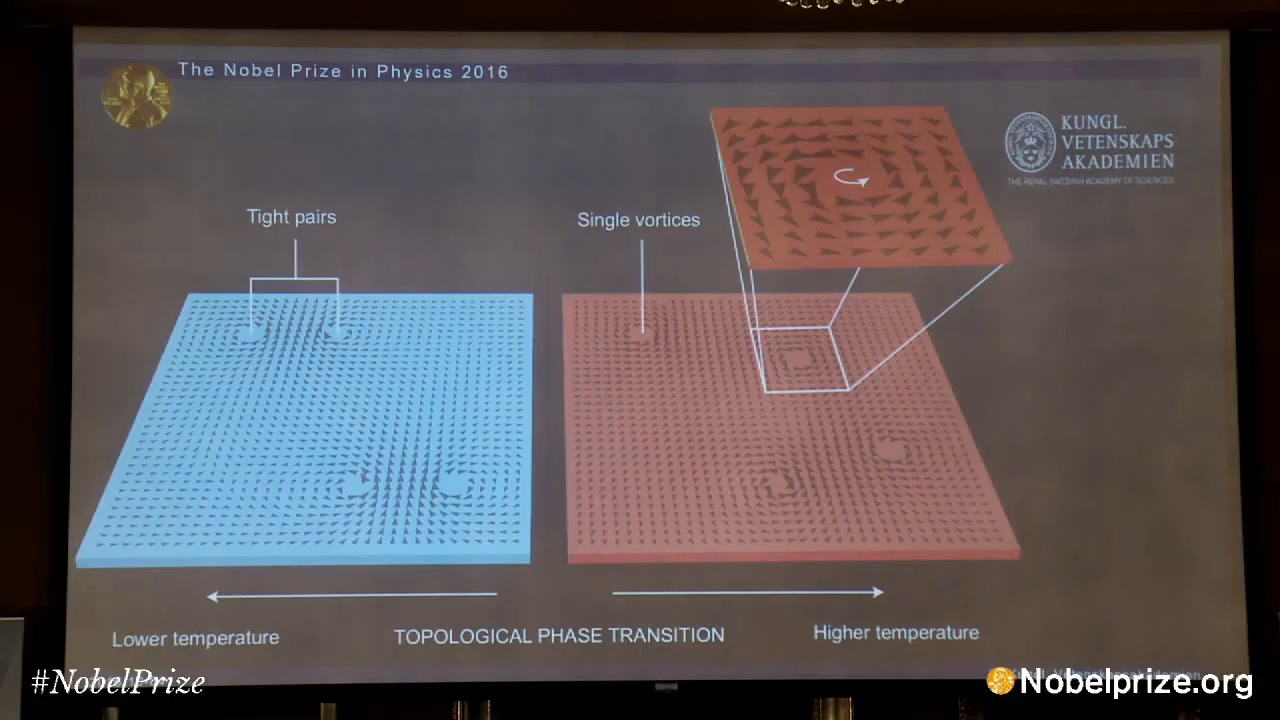 The Nobel Prize in Physics 2016
KUNGL.
VETENSKAPS
AKADEMIEN
THE ROYAL SWEDISH ACADEMY OF SCIENCES
Tight pairs
Single vortices
Lower temperature
TOPOLOGICAL PHASE TRANSITION
Higher temperature
#NobelPrize
Nobelprize.org